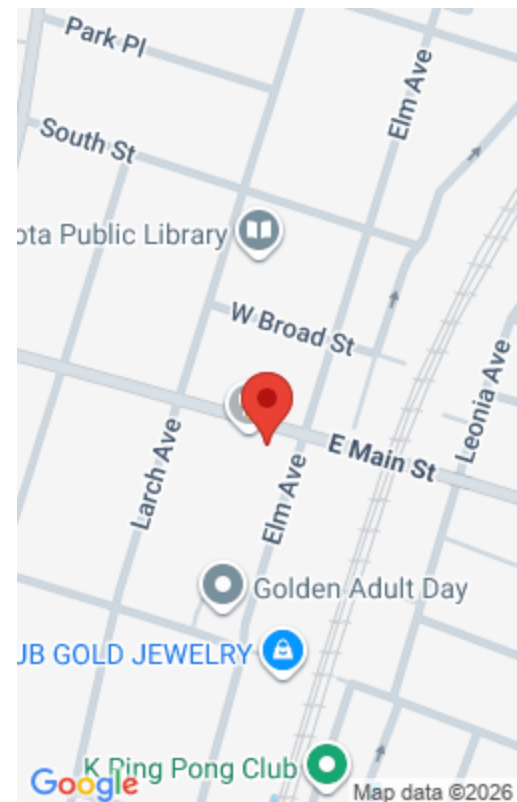 Park Pl
Elm Ave
South St
ota Public Library
W Broad St
Leonia Ave
E Main St
Larch Ave
Elm Ave
Golden Adult Day
JB GOLD JEWELRY
K Ping Pong Club
Google
Map data ©2026